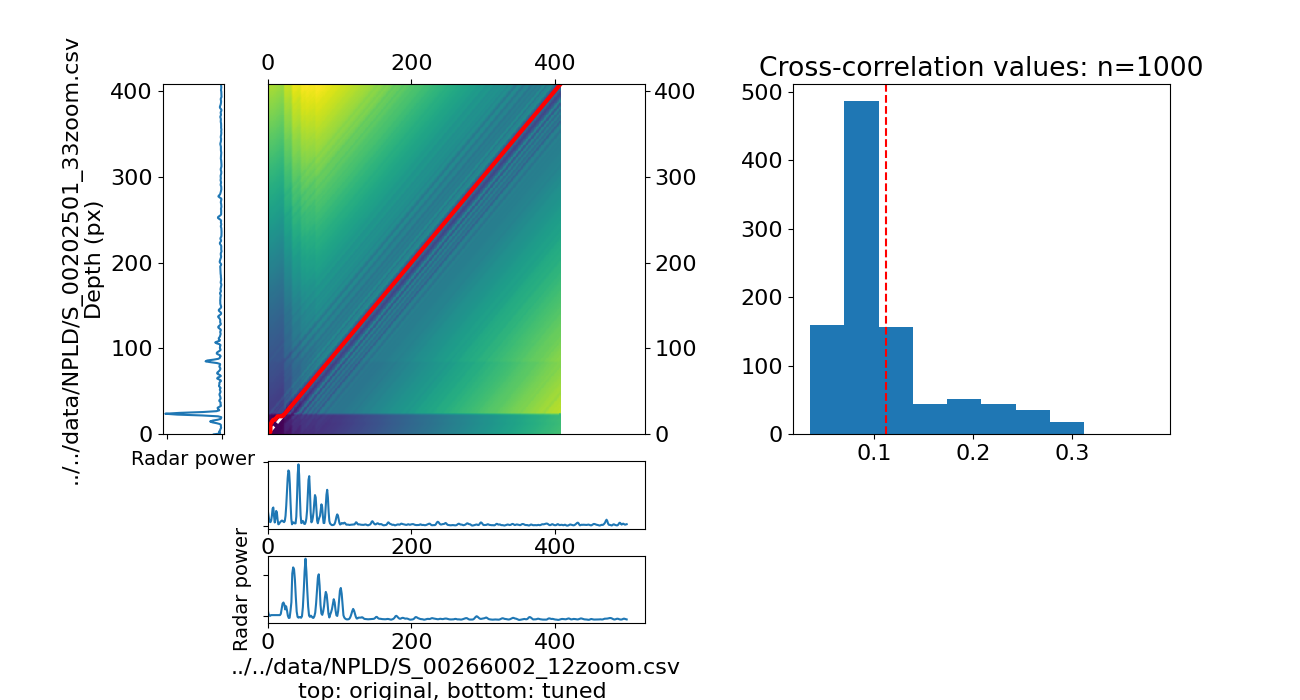 0 200 400
Cross-correlation values: n=1000
../../data/NPLD/S_00202501_33zoom.csv
Depth (px)
400
300
200
100
0
Radar power
400
300
200
100
0
500
400
300
200
100
0
0.1 0.2 0.3
0 200 400
Radar power
0 200 400
../../data/NPLD/S_00266002_12zoom.csv
top: original, bottom: tuned